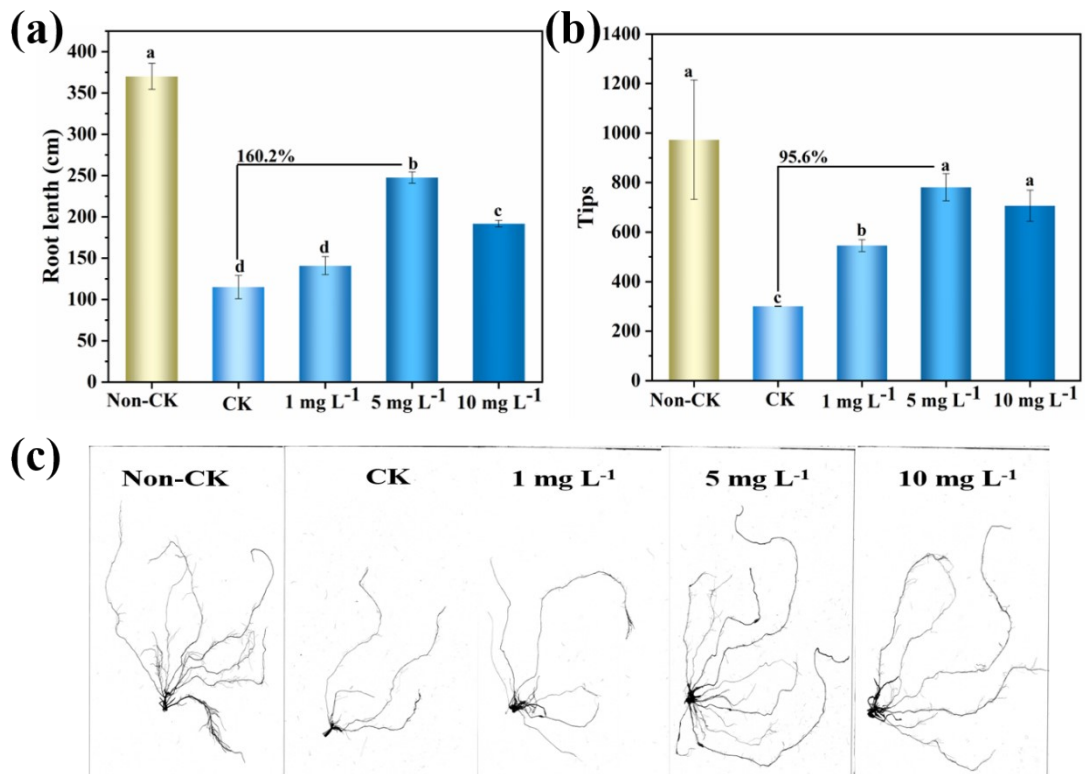 (a)
Root lenth (cm)
400
350
300
250
200
150
100
50
0
a
160.2%
d
d
b
c
Non-CK CK 1 mg L⁻¹ 5 mg L⁻¹ 10 mg L⁻¹
(b)
Tips
1400
1200
1000
800
600
400
200
0
a
95.6%
c
b
a
a
Non-CK CK 1 mg L⁻¹ 5 mg L⁻¹ 10 mg L⁻¹
(c)
Non-CK CK 1 mg L⁻¹ 5 mg L⁻¹ 10 mg L⁻¹